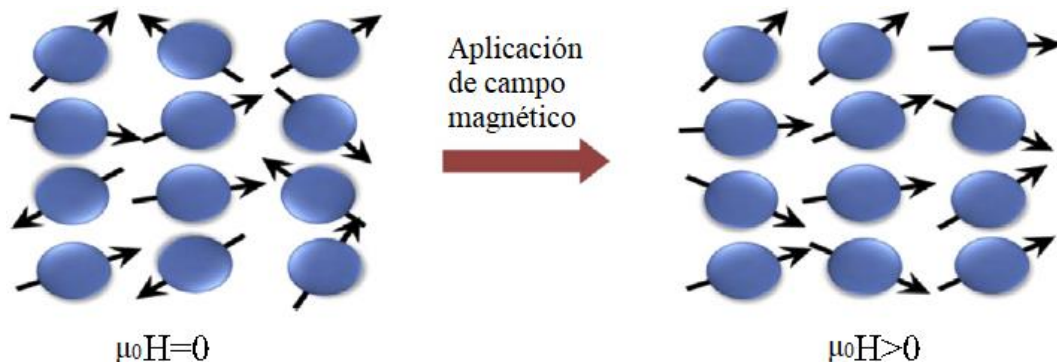 Aplicación
de campo
magnético
μ₀H=0
μ₀H>0